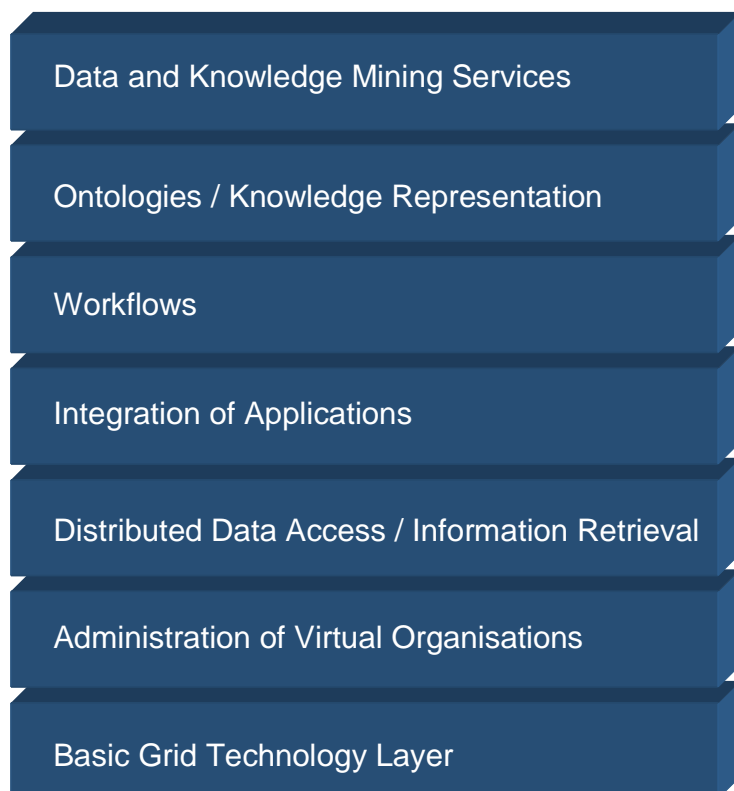 Data and Knowledge Mining Services
Ontologies / Knowledge Representation
Workflows
Integration of Applications
Distributed Data Access / Information Retrieval
Administration of Virtual Organisations
Basic Grid Technology Layer